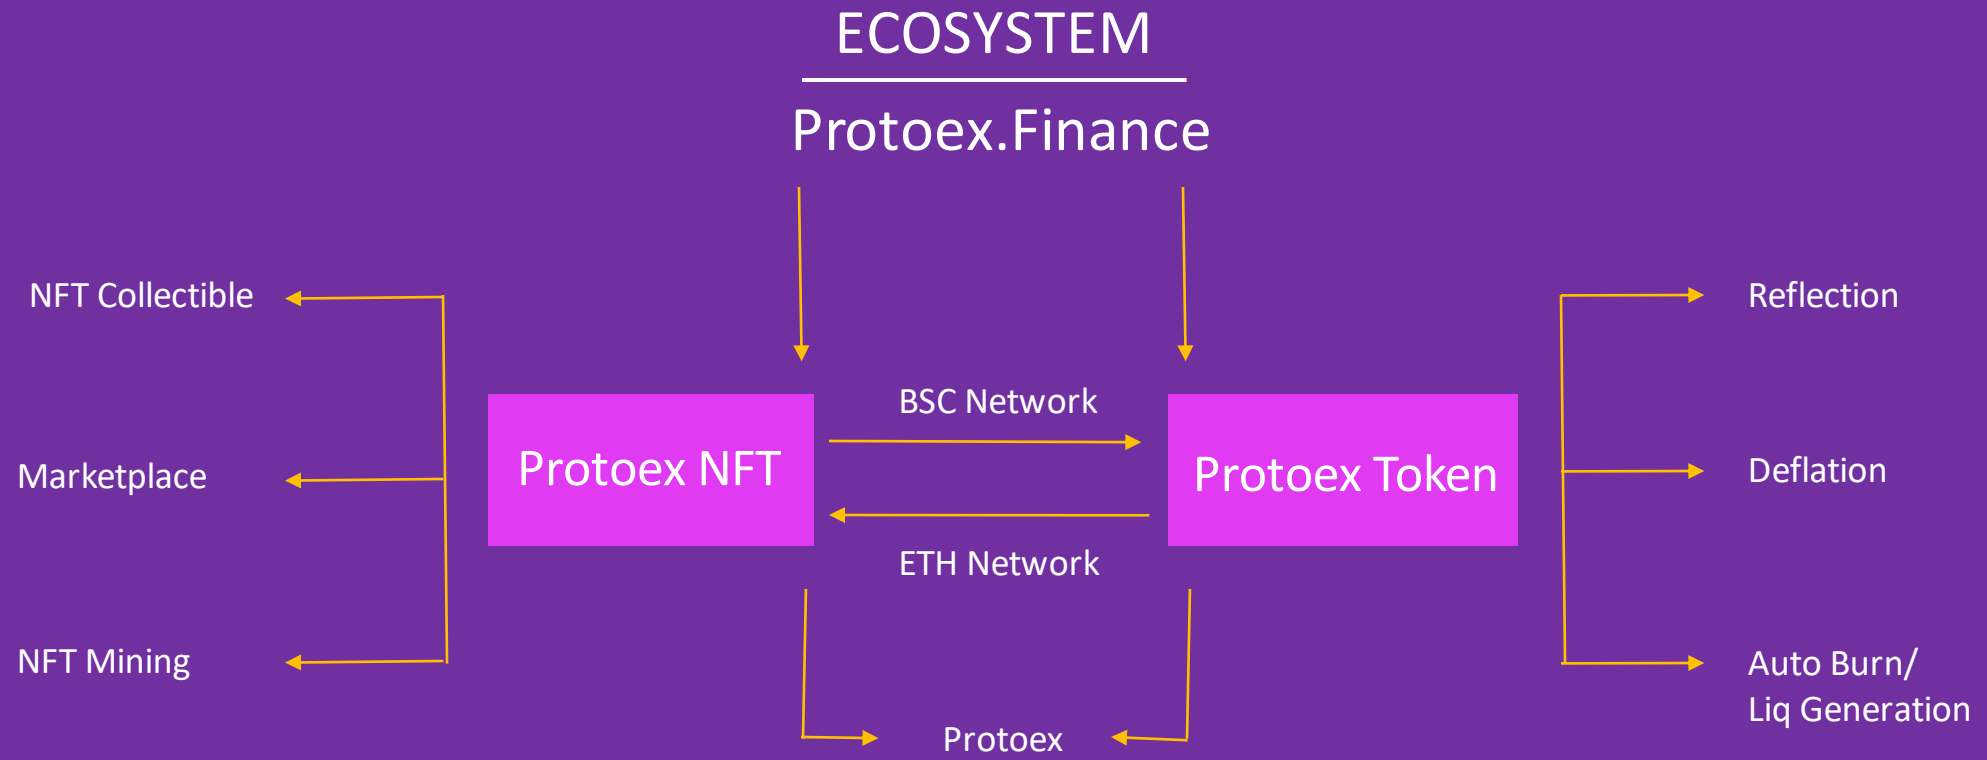 ECOSYSTEM
Protoex.Finance
NFT Collectible
Marketplace
NFT Mining
Protoex NFT
BSC Network
ETH Network
Protoex Token
Reflection
Deflation
Auto Burn/
Liq Generation
Protoex